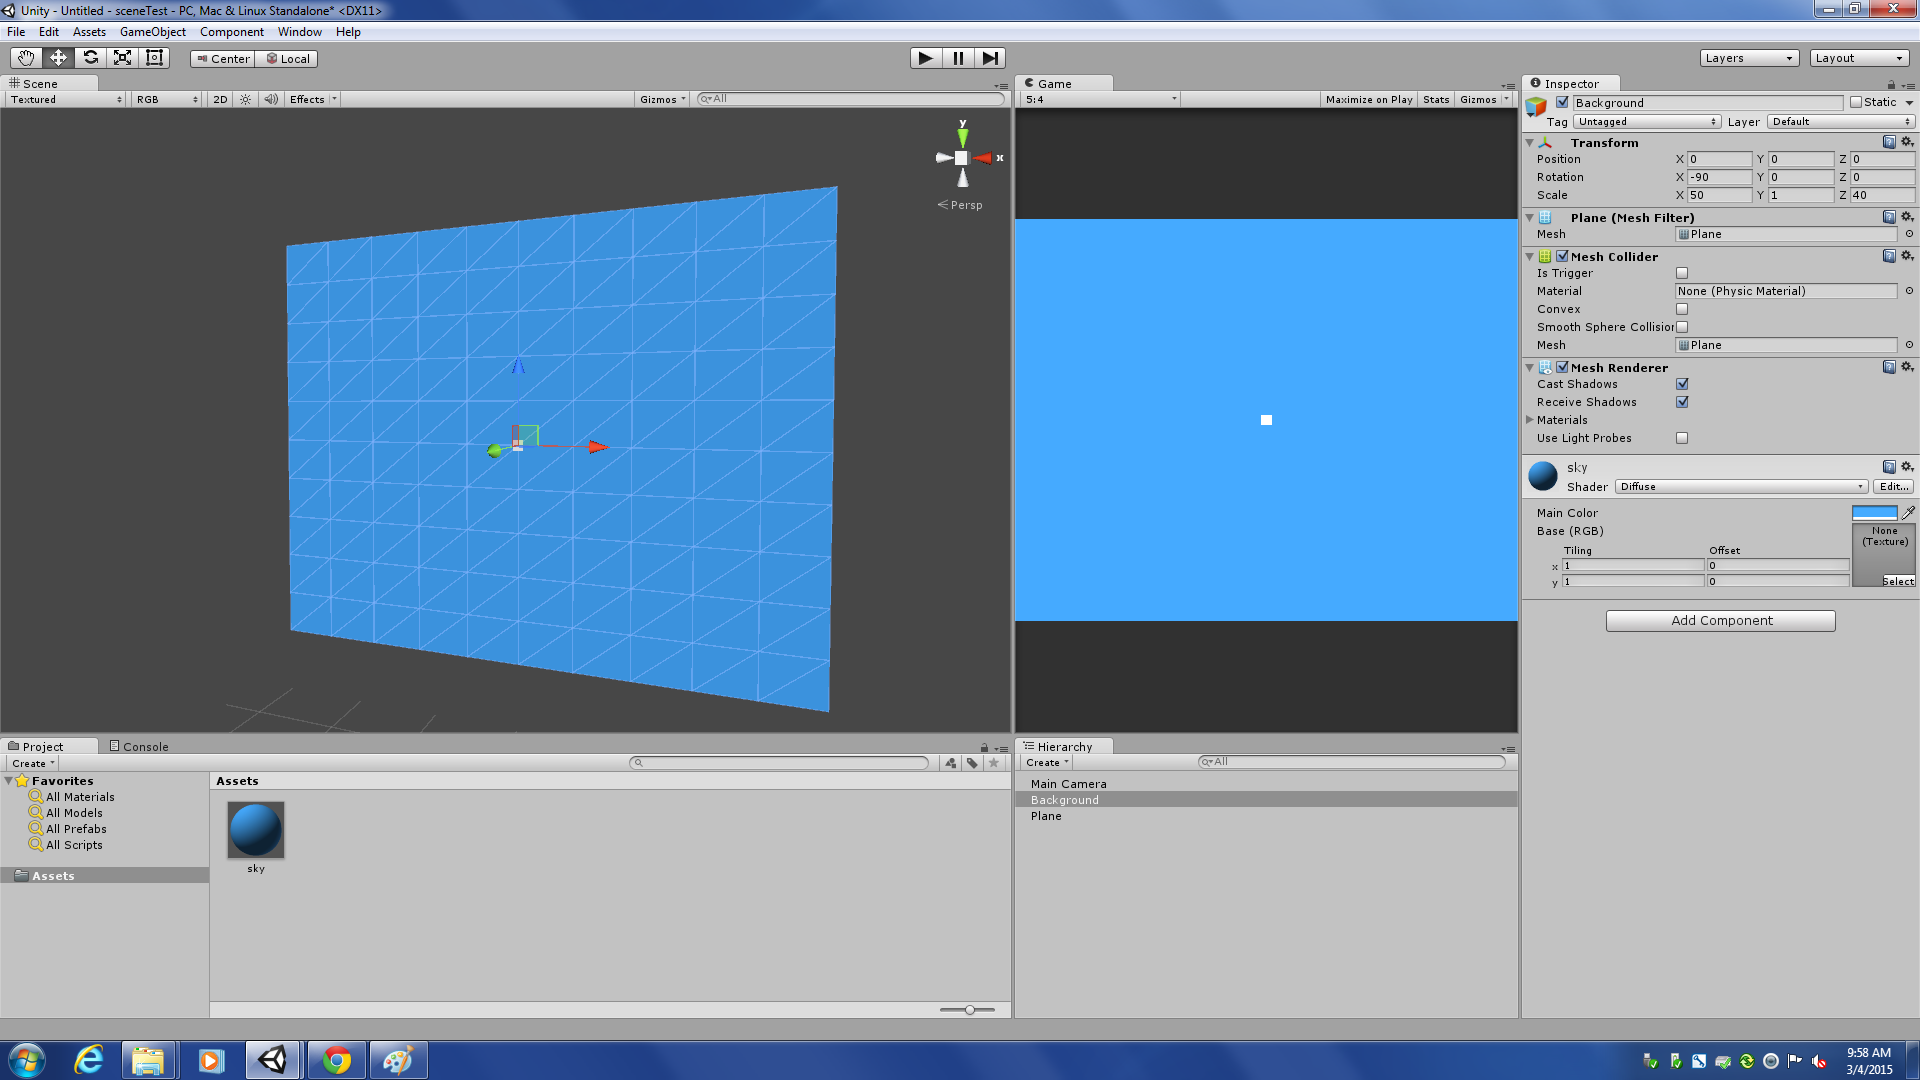 Unity - Untitled - sceneTest - PC, Mac & Linux Standalone* <DX11>
File Edit Assets GameObject Component Window Help
Center Local Layers Layout
Scene
Textured RGB 2D Effects Gizmos All
y
x
Persp
Game
5:4 Maximize on Play Stats Gizmos
Inspector
Background Static
Tag Untagged Layer Default
Transform
Position X 0 Y 0 Z 0
Rotation X -90 Y 0 Z 0
Scale X 50 Y 1 Z 40
Plane (Mesh Filter)
Mesh Plane
Mesh Collider
Is Trigger
Material None (Physic Material)
Convex
Smooth Sphere Collision
Mesh Plane
Mesh Renderer
Cast Shadows
Receive Shadows
Materials
Use Light Probes
sky
Shader Diffuse Edit...
Main Color
Base (RGB) None
(Texture)
Tiling Offset
x 1 0
y 1 0 Select
Add Component
Project Console
Create
Favorites
All Materials
All Models
All Prefabs
All Scripts
Assets
Assets
sky
Hierarchy
Create All
Main Camera
Background
Plane
9:58 AM
3/4/2015